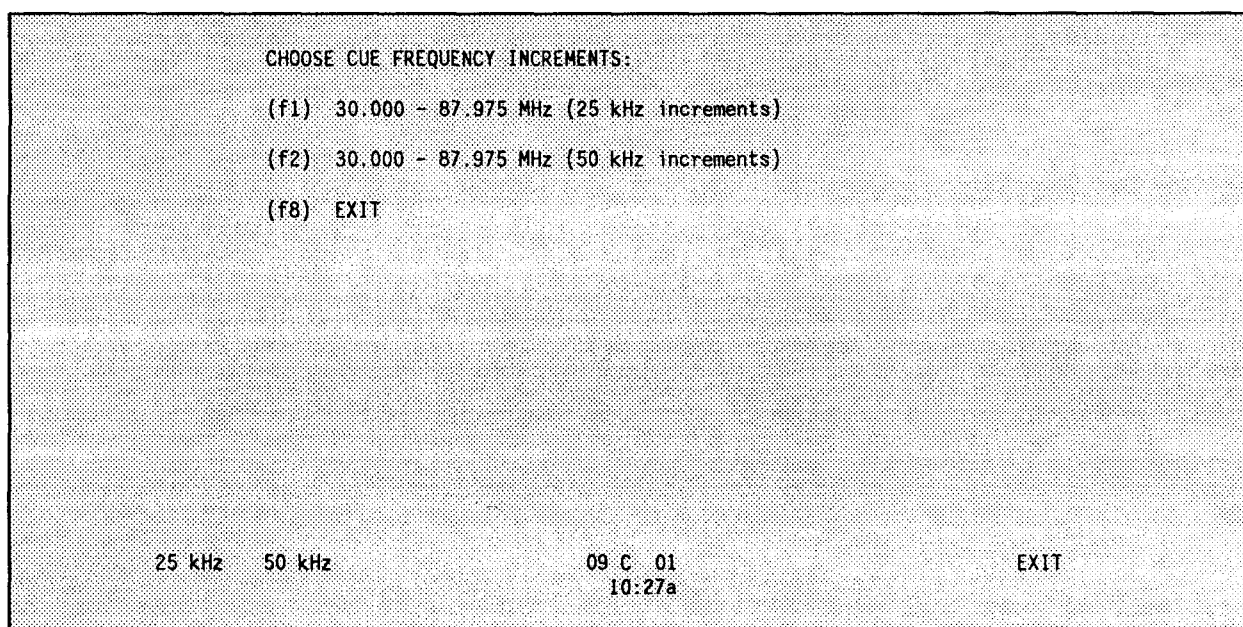 CHOOSE CUE FREQUENCY INCREMENTS:
(f1) 30.000 - 87.975 MHz (25 kHz increments)
(f2) 30.000 - 87.975 MHz (50 kHz increments)
(f8) EXIT
25 kHz 50 kHz 09 C 01 EXIT
10:27a